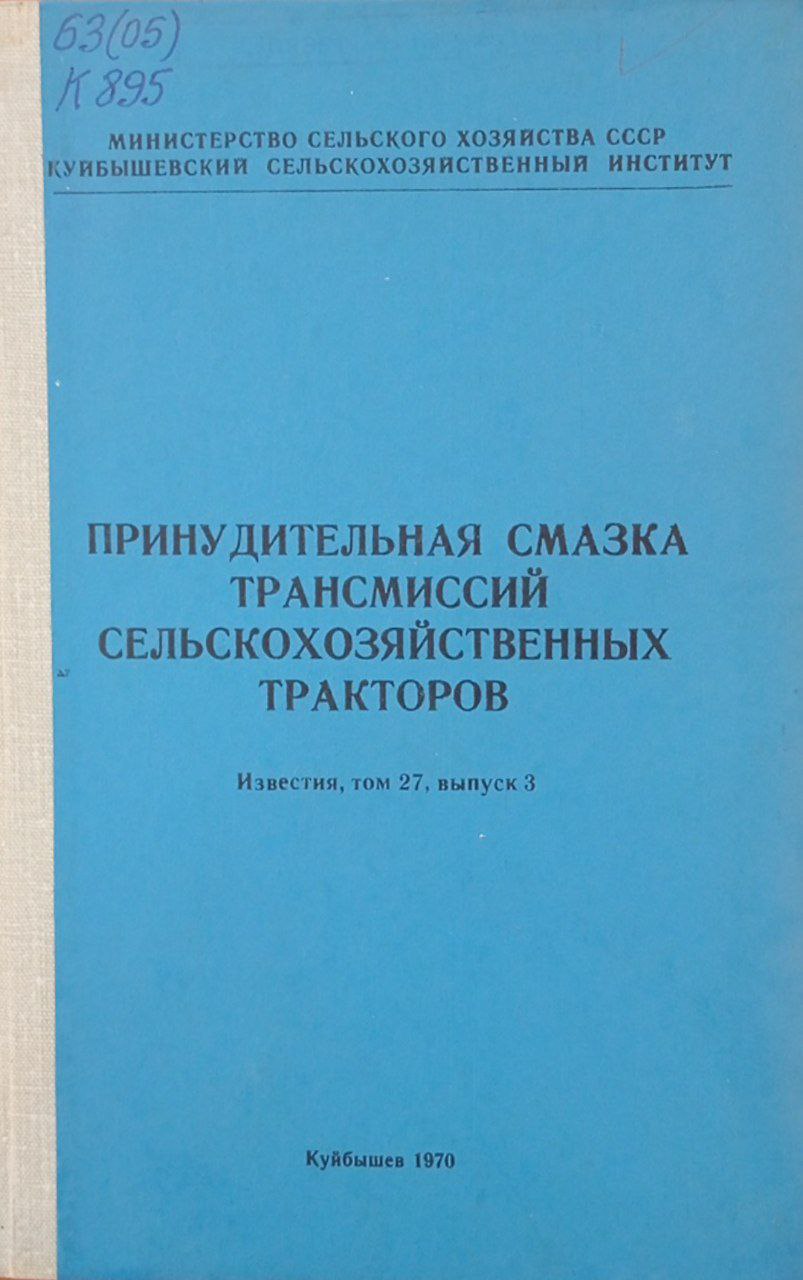 63(05)
К 895
МИНИСТЕРСТВО СЕЛЬСКОГО ХОЗЯЙСТВА СССР
КУЙБЫШЕВСКИЙ СЕЛЬСКОХОЗЯЙСТВЕННЫЙ ИНСТИТУТ
ПРИНУДИТЕЛЬНАЯ СМАЗКА
ТРАНСМИССИЙ
СЕЛЬСКОХОЗЯЙСТВЕННЫХ
ТРАКТОРОВ
Известия, том 27, выпуск 3
Куйбышев 1970